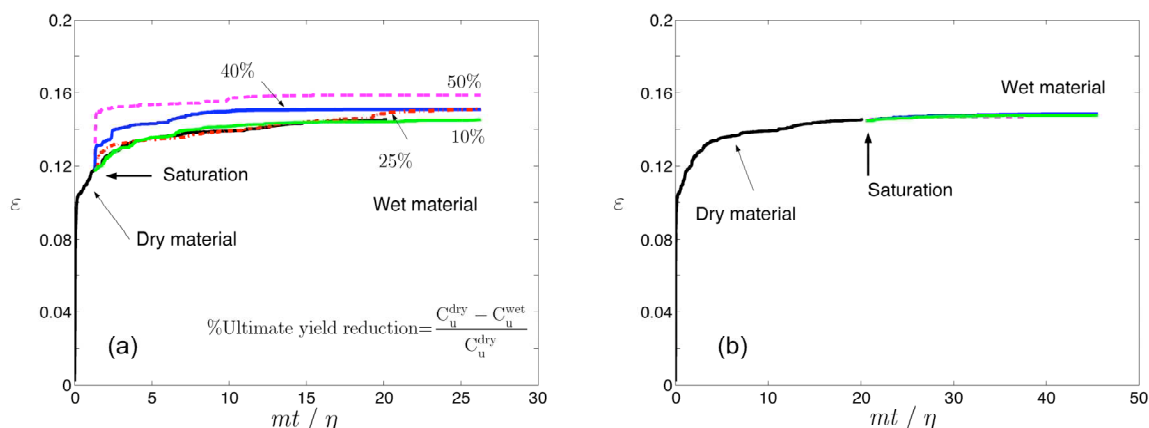 0.2
0.16
0.12
ε
0.08
0.04
0
40%
50%
10%
25%
Saturation
Wet material
Dry material
%Ultimate yield reduction= (C_u^dry − C_u^wet) / C_u^dry
(a)
0 5 10 15 20 25 30
mt / η
0.2
0.16
0.12
ε
0.08
0.04
0
Wet material
Saturation
Dry material
(b)
0 10 20 30 40 50
mt / η